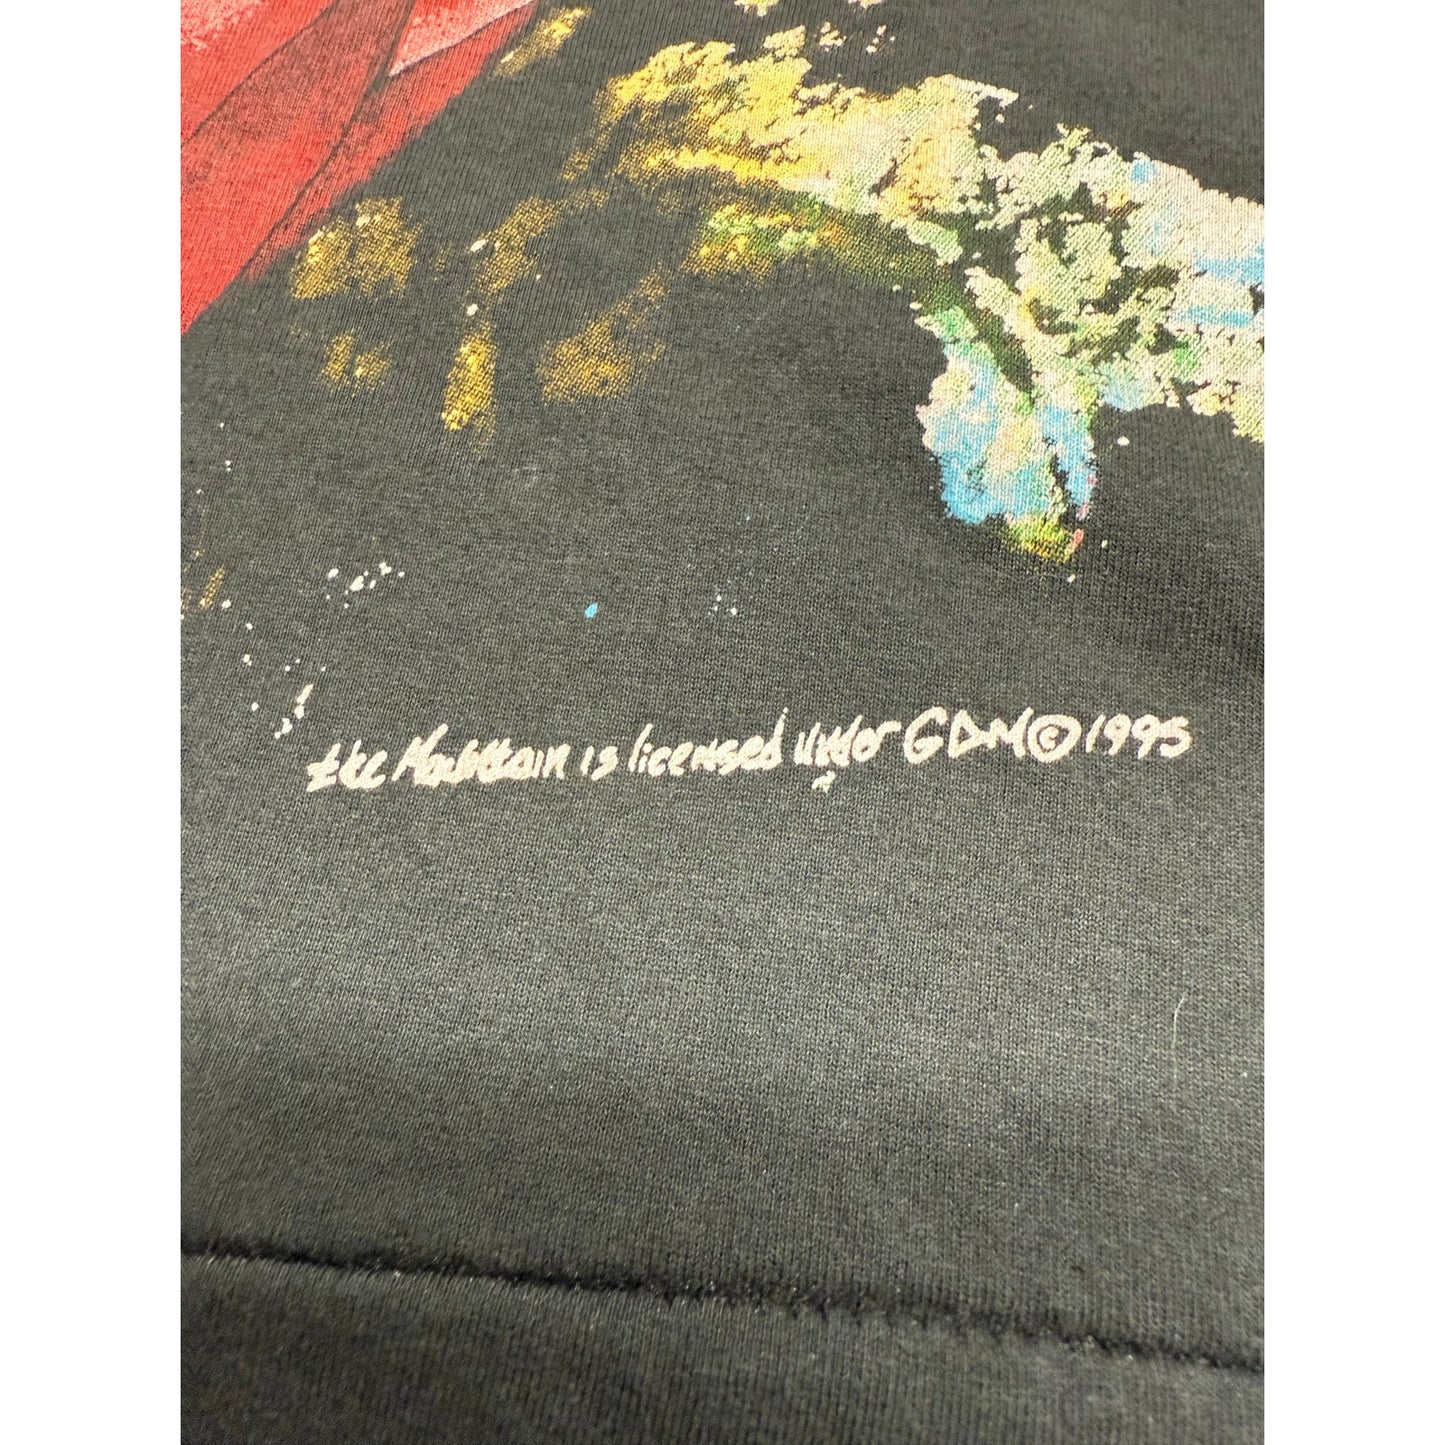 the Mountain is licensed under GDM © 1995